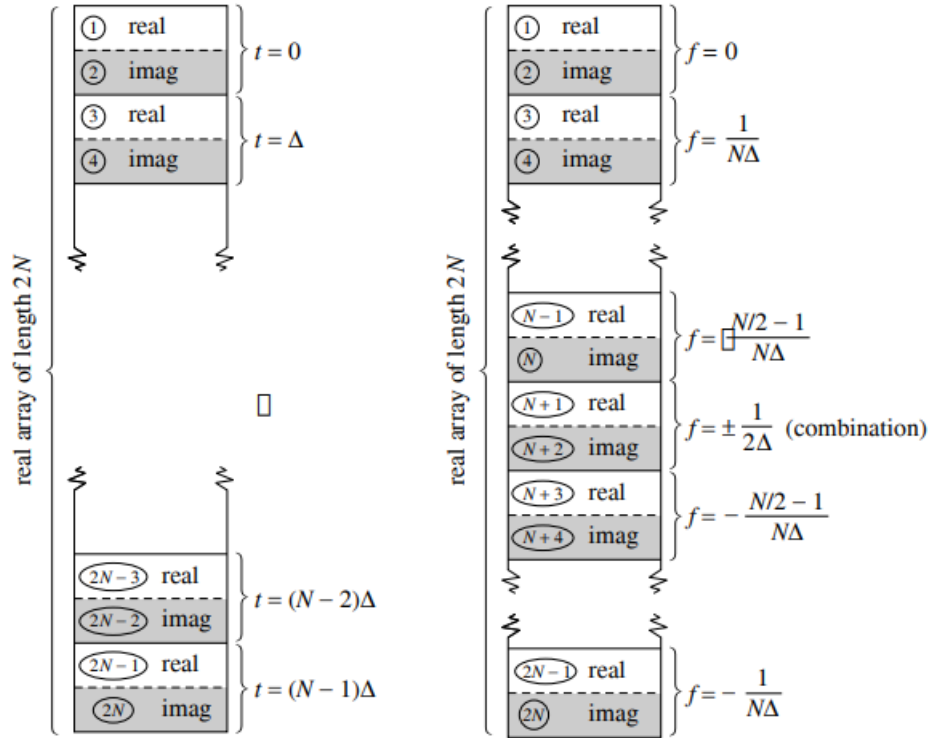 real array of length 2N
① real
② imag
t = 0
③ real
④ imag
t = Δ
2N − 3 real
2N − 2 imag
t = (N − 2)Δ
2N − 1 real
2N imag
t = (N − 1)Δ
real array of length 2N
① real
② imag
f = 0
③ real
④ imag
f = 1/NΔ
N − 1 real
N imag
f = N/2 − 1/NΔ
N + 1 real
N + 2 imag
f = ± 1/2Δ (combination)
N + 3 real
N + 4 imag
f = − N/2 − 1/NΔ
2N − 1 real
2N imag
f = − 1/NΔ